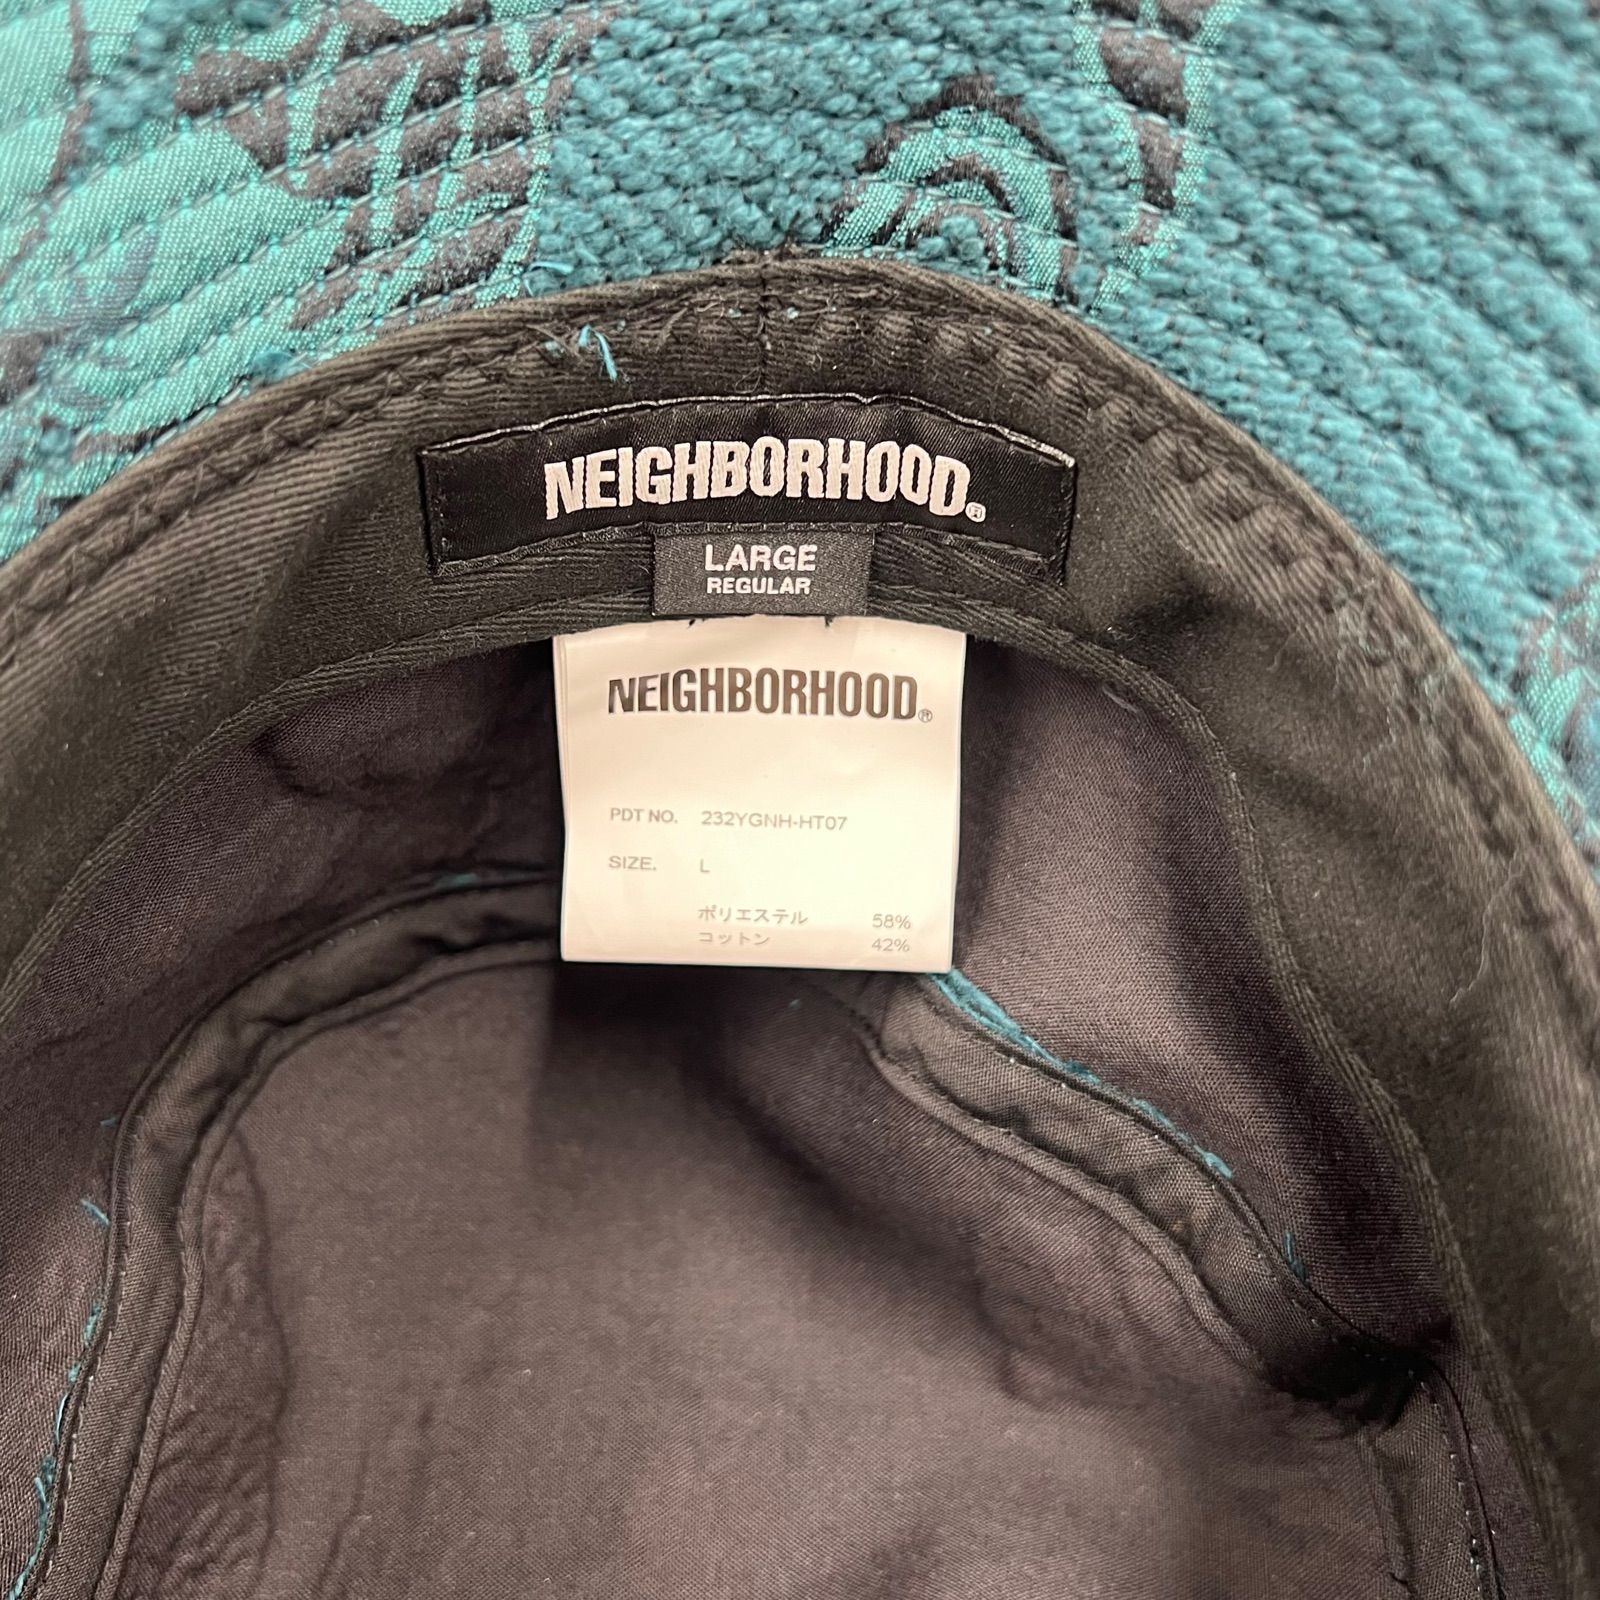 NEIGHBORHOOD®
LARGE
REGULAR
NEIGHBORHOOD®
PDT NO. 232YGNH-HT07
SIZE. L
ポリエステル 58%
コットン 42%